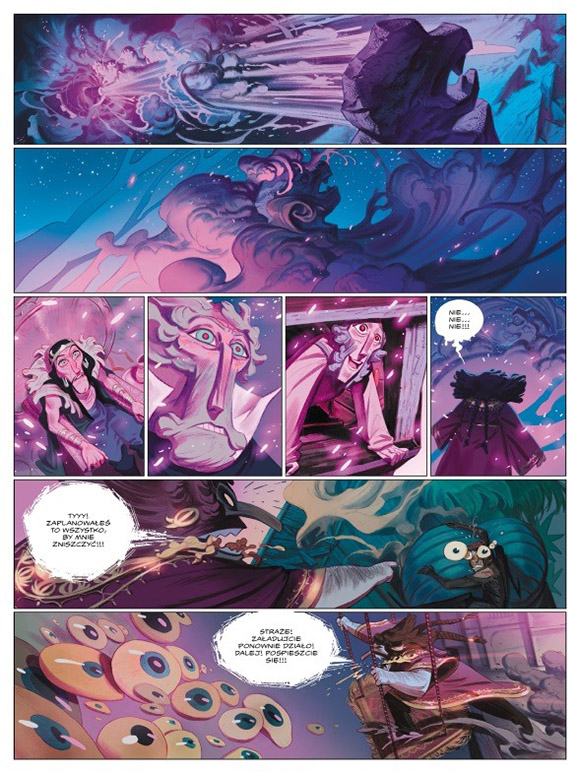 NIE...
NIE...
NIE!!!
TYYY!
ZAPLANOWAŁEŚ
TO WSZYSTKO,
BY MNIE
ZNISZCZYĆ!!!
STRAŻE!
ZAŁADUJCIE
PONOWNIE DZIAŁO!
DALEJ! POSPIESZCIE
SIĘ!!!